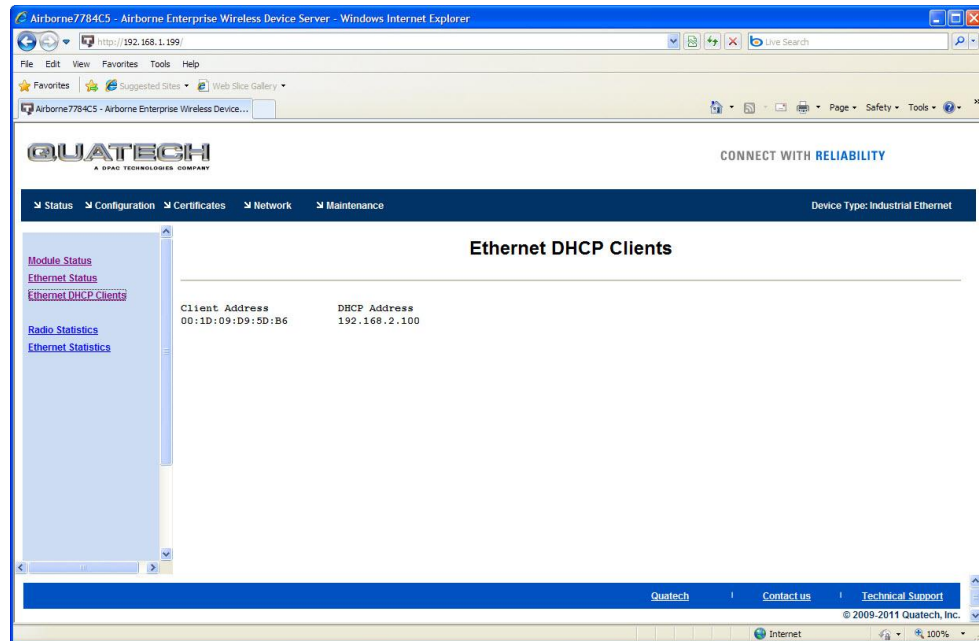 Airborne7784C5 - Airborne Enterprise Wireless Device Server - Windows Internet Explorer
http://192.168.1.199/
Live Search
File Edit View Favorites Tools Help
Favorites Suggested Sites Web Slice Gallery
Airborne7784C5 - Airborne Enterprise Wireless Device...
Page Safety Tools
QUATECH
A DPAC TECHNOLOGIES COMPANY
CONNECT WITH RELIABILITY
Status Configuration Certificates Network Maintenance
Device Type: Industrial Ethernet
Module Status
Ethernet Status
Ethernet DHCP Clients
Radio Statistics
Ethernet Statistics
Ethernet DHCP Clients
Client Address DHCP Address
00:1D:09:D9:5D:B6 192.168.2.100
Quatech | Contact us | Technical Support
© 2009-2011 Quatech, Inc.
Internet 100%